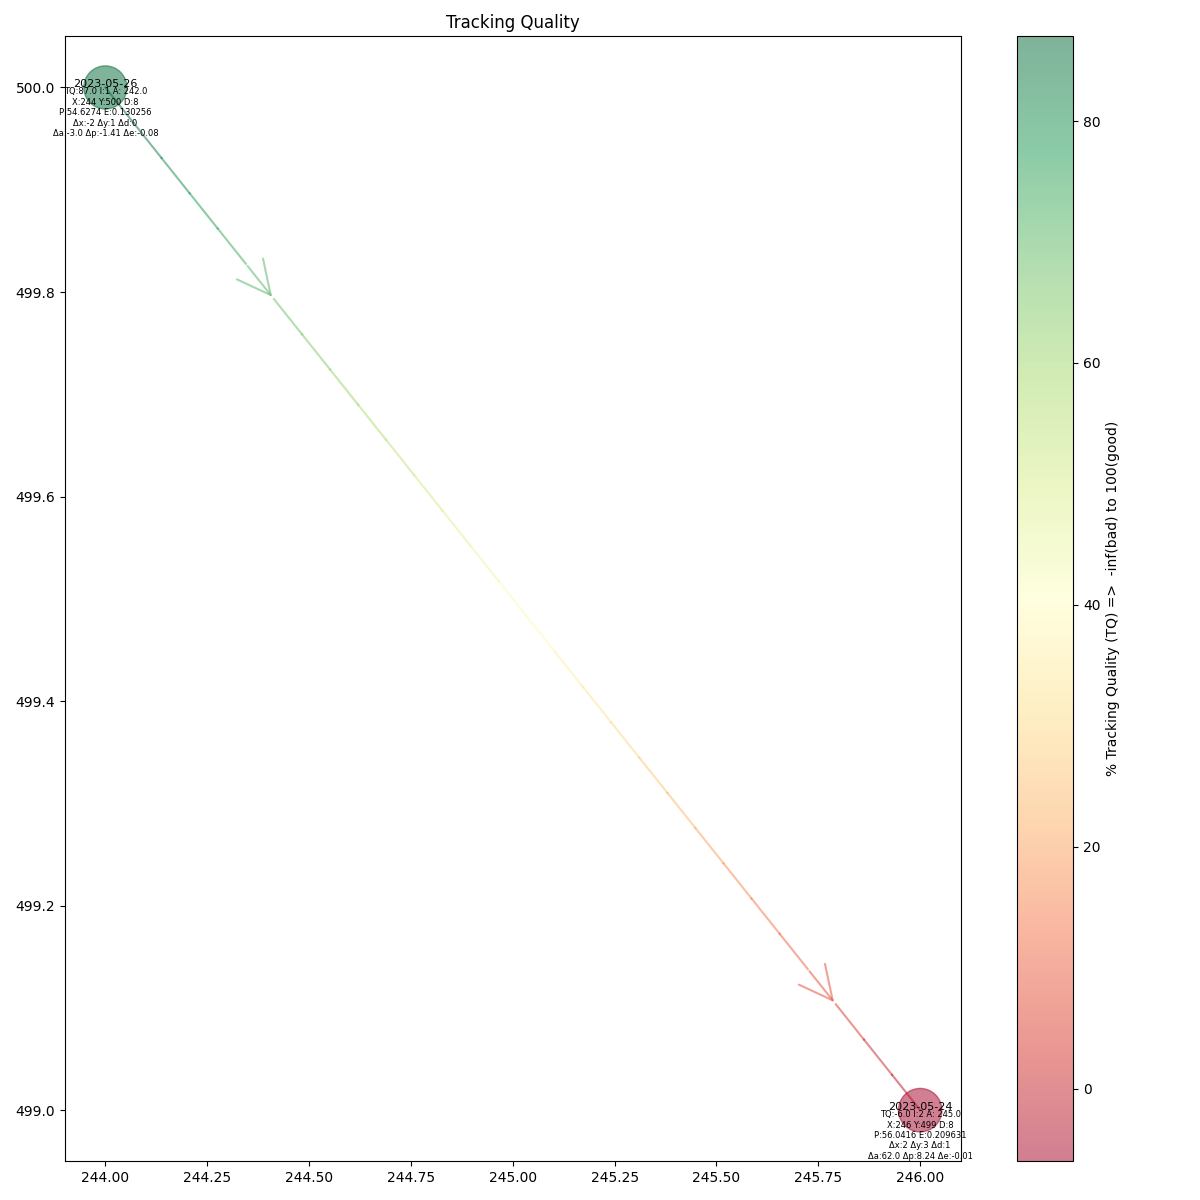 Tracking Quality
500.0
499.8
499.6
499.4
499.2
499.0
2023-05-26
TQ:87.0 I:1 A: 242.0
X:244 Y:500 D:8
P:54.6274 E:0.130256
Δx:-2 Δy:1 Δd:0
Δa:-3.0 Δp:-1.41 Δe:-0.08
2023-05-24
TQ:-6.0 I:2 A: 245.0
X:246 Y:499 D:8
P:56.0416 E:0.209631
Δx:2 Δy:3 Δd:1
Δa:62.0 Δp:8.24 Δe:-0.01
244.00 244.25 244.50 244.75 245.00 245.25 245.50 245.75 246.00
80
60
40
20
0
% Tracking Quality (TQ) => -inf(bad) to 100(good)